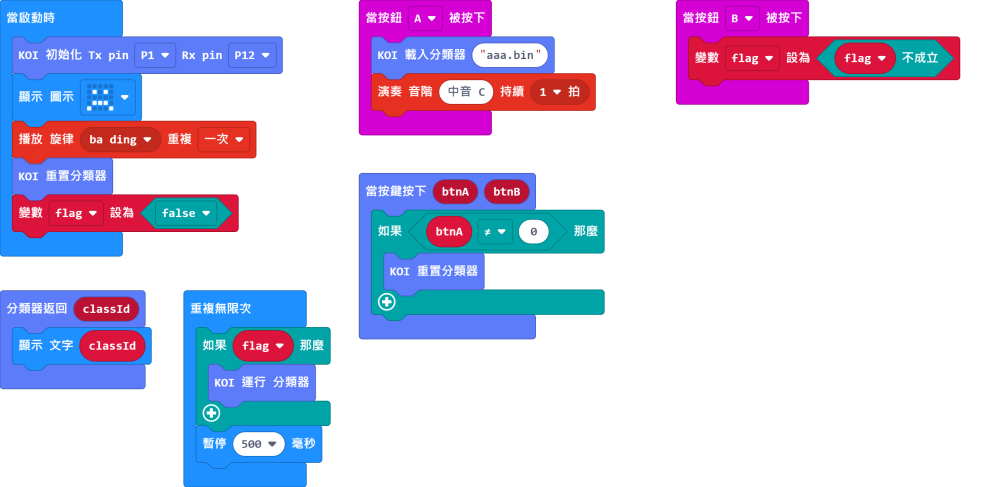 當啟動時
KOI 初始化 Tx pin P1 Rx pin P12
顯示 圖示
播放 旋律 ba ding 重複 一次
KOI 重置分類器
變數 flag 設為 false
當按鈕 A 被按下
KOI 載入分類器 "aaa.bin"
演奏 音階 中音 C 持續 1 拍
當按鈕 B 被按下
變數 flag 設為 flag 不成立
當按鍵按下 btnA btnB
如果 btnA ≠ 0 那麼
KOI 重置分類器
分類器返回 classId
顯示 文字 classId
重複無限次
如果 flag 那麼
KOI 運行 分類器
暫停 500 毫秒